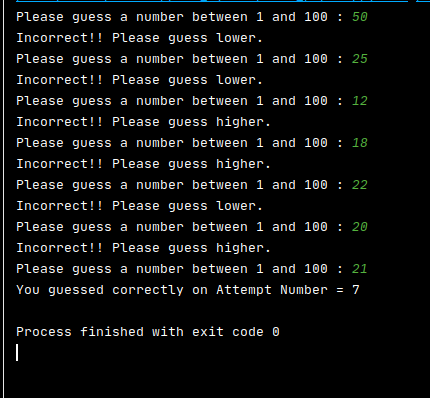 Please guess a number between 1 and 100 : 50
Incorrect!! Please guess lower.
Please guess a number between 1 and 100 : 25
Incorrect!! Please guess lower.
Please guess a number between 1 and 100 : 12
Incorrect!! Please guess higher.
Please guess a number between 1 and 100 : 18
Incorrect!! Please guess higher.
Please guess a number between 1 and 100 : 22
Incorrect!! Please guess lower.
Please guess a number between 1 and 100 : 20
Incorrect!! Please guess higher.
Please guess a number between 1 and 100 : 21
You guessed correctly on Attempt Number = 7
Process finished with exit code 0